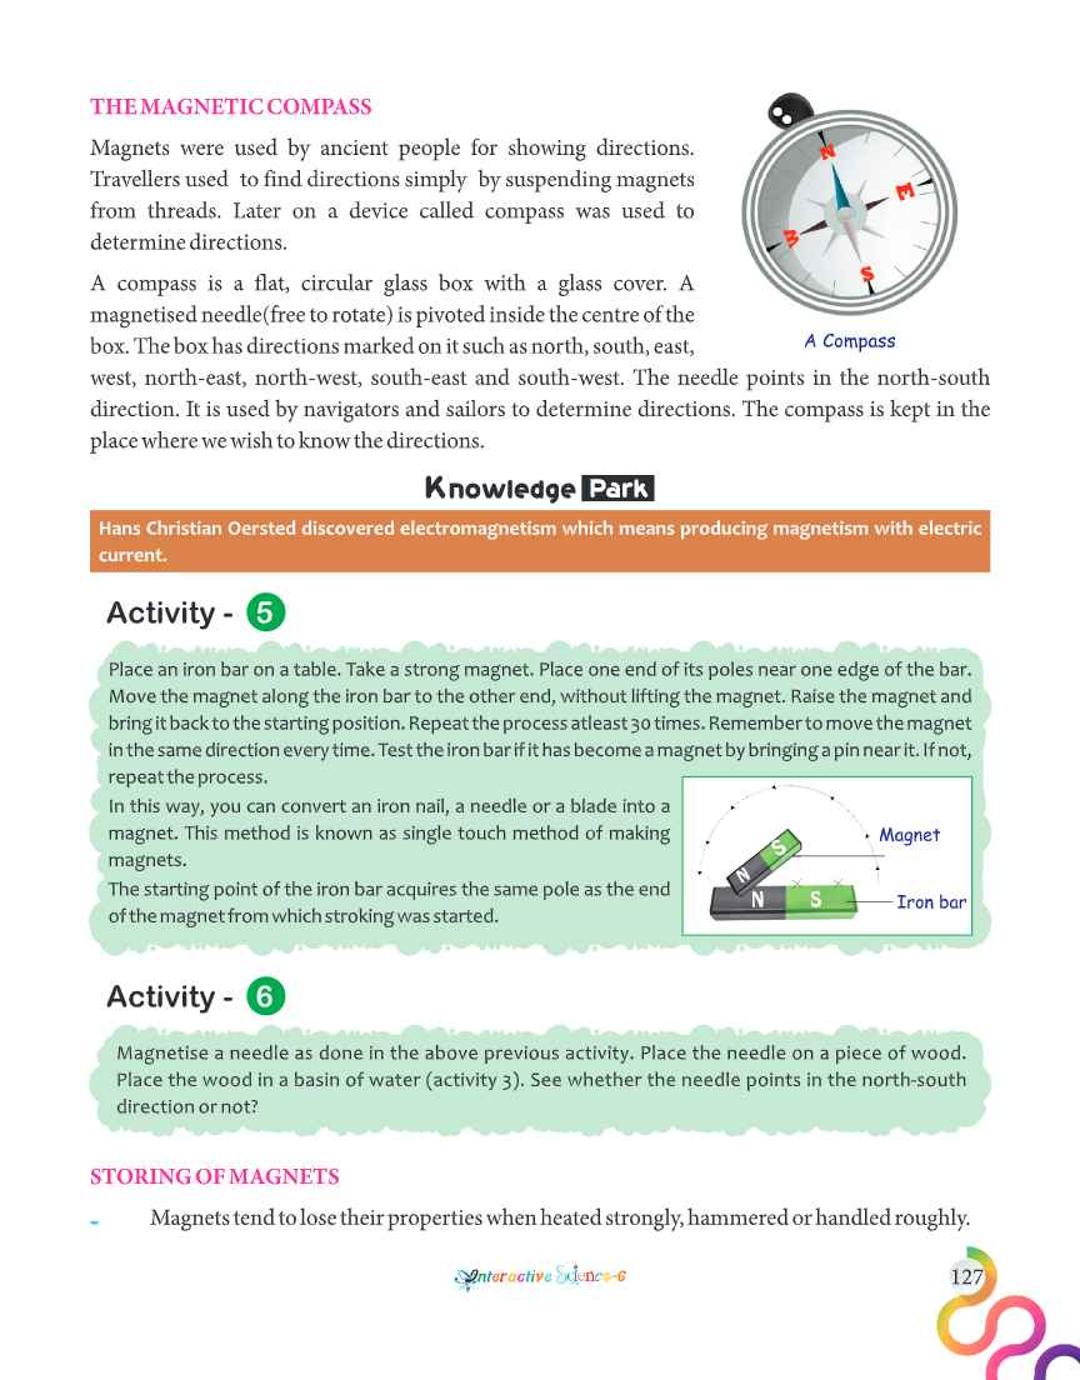 THE MAGNETIC COMPASS
Magnets were used by ancient people for showing directions.
Travellers used to find directions simply by suspending magnets
from threads. Later on a device called compass was used to
determine directions.
N
E
W
S
A Compass
A compass is a flat, circular glass box with a glass cover. A
magnetised needle(free to rotate) is pivoted inside the centre of the
box. The box has directions marked on it such as north, south, east,
west, north-east, north-west, south-east and south-west. The needle points in the north-south
direction. It is used by navigators and sailors to determine directions. The compass is kept in the
place where we wish to know the directions.
Knowledge Park
Hans Christian Oersted discovered electromagnetism which means producing magnetism with electric
current.
Activity - 5
Place an iron bar on a table. Take a strong magnet. Place one end of its poles near one edge of the bar.
Move the magnet along the iron bar to the other end, without lifting the magnet. Raise the magnet and
bring it back to the starting position. Repeat the process atleast 30 times. Remember to move the magnet
in the same direction every time. Test the iron bar if it has become a magnet by bringing a pin near it. If not,
repeat the process.
In this way, you can convert an iron nail, a needle or a blade into a
magnet. This method is known as single touch method of making
magnets.
The starting point of the iron bar acquires the same pole as the end
of the magnet from which stroking was started.
S
N
Magnet
N S
Iron bar
Activity - 6
Magnetise a needle as done in the above previous activity. Place the needle on a piece of wood.
Place the wood in a basin of water (activity 3). See whether the needle points in the north-south
direction or not?
STORING OF MAGNETS
- Magnets tend to lose their properties when heated strongly, hammered or handled roughly.
Interactive Science-6
127